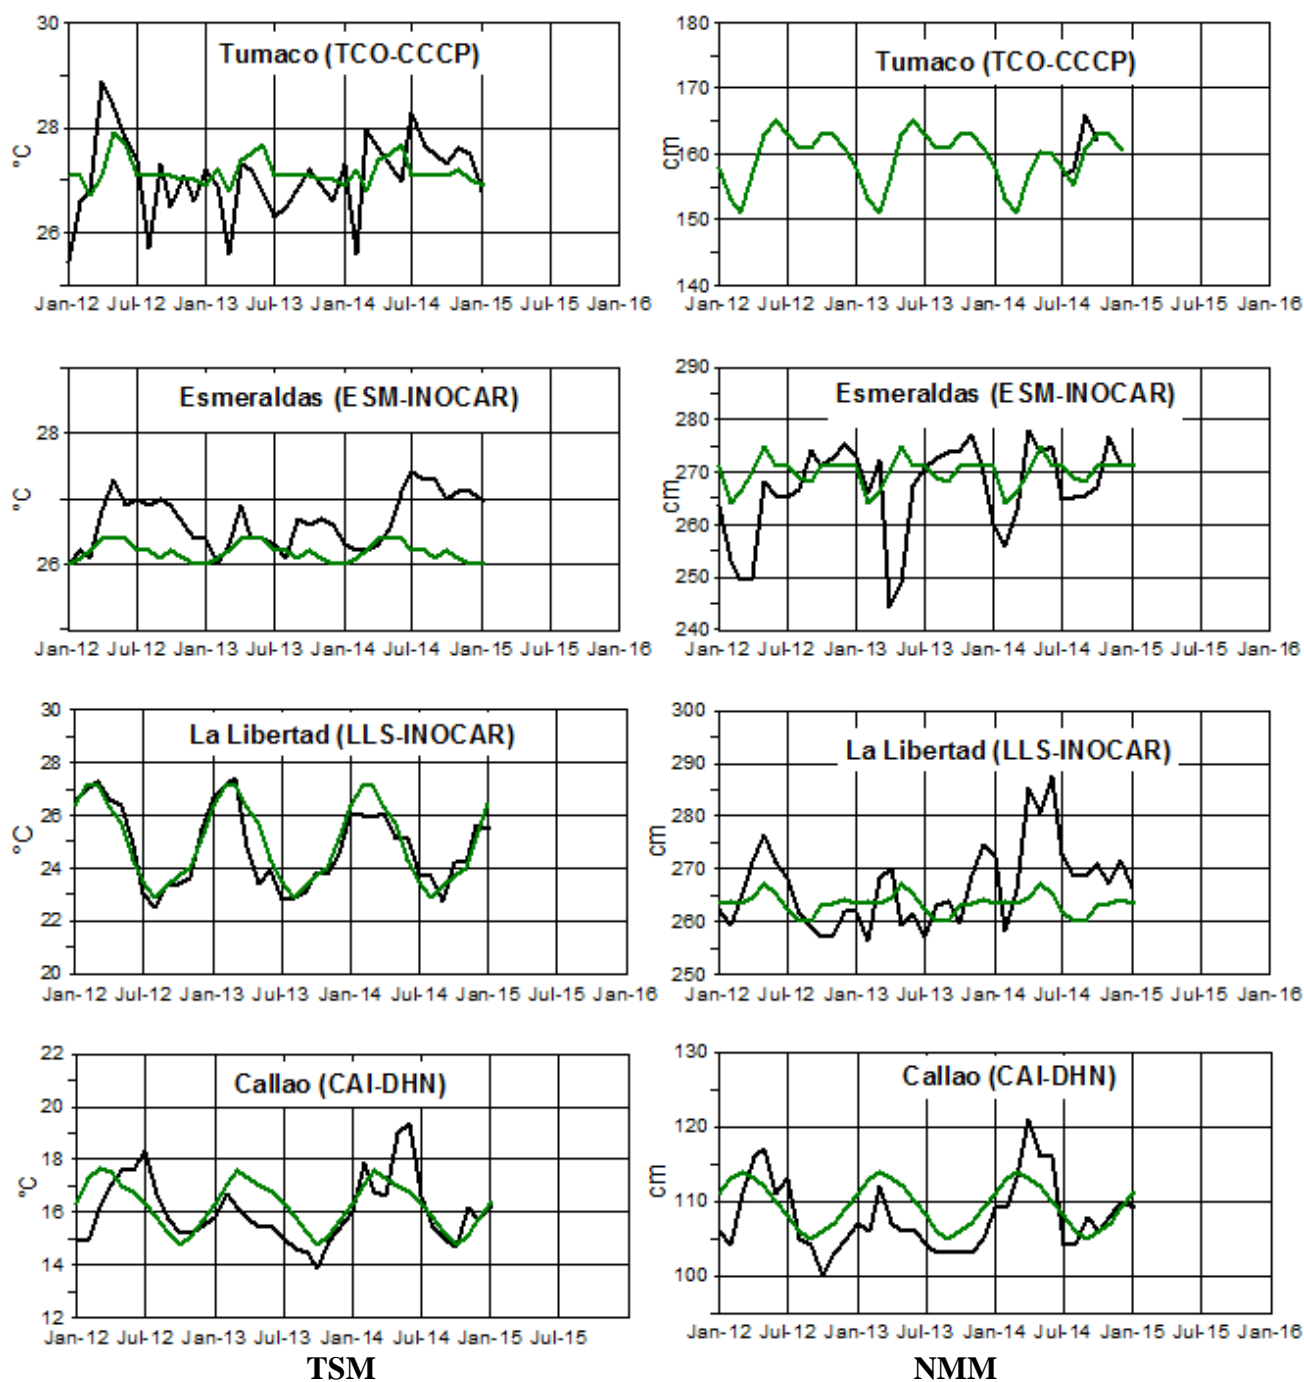 Tumaco (TCO-CCCP)
30
28
26
°C
Jan-12 Jul-12 Jan-13 Jul-13 Jan-14 Jul-14 Jan-15 Jul-15 Jan-16
Tumaco (TCO-CCCP)
180
170
160
150
140
cm
Jan-12 Jul-12 Jan-13 Jul-13 Jan-14 Jul-14 Jan-15 Jul-15 Jan-16
Esmeraldas (ESM-INOCAR)
28
26
°C
Jan-12 Jul-12 Jan-13 Jul-13 Jan-14 Jul-14 Jan-15 Jul-15 Jan-16
Esmeraldas (ESM-INOCAR)
290
280
270
260
250
240
cm
Jan-12 Jul-12 Jan-13 Jul-13 Jan-14 Jul-14 Jan-15 Jul-15 Jan-16
La Libertad (LLS-INOCAR)
30
28
26
24
22
20
°C
Jan-12 Jul-12 Jan-13 Jul-13 Jan-14 Jul-14 Jan-15 Jul-15 Jan-16
La Libertad (LLS-INOCAR)
300
290
280
270
260
250
cm
Jan-12 Jul-12 Jan-13 Jul-13 Jan-14 Jul-14 Jan-15 Jul-15 Jan-16
Callao (CAI-DHN)
22
20
18
16
14
12
°C
Jan-12 Jul-12 Jan-13 Jul-13 Jan-14 Jul-14 Jan-15 Jul-15
TSM
Callao (CAI-DHN)
130
120
110
100
cm
Jan-12 Jul-12 Jan-13 Jul-13 Jan-14 Jul-14 Jan-15 Jul-15 Jan-16
NMM